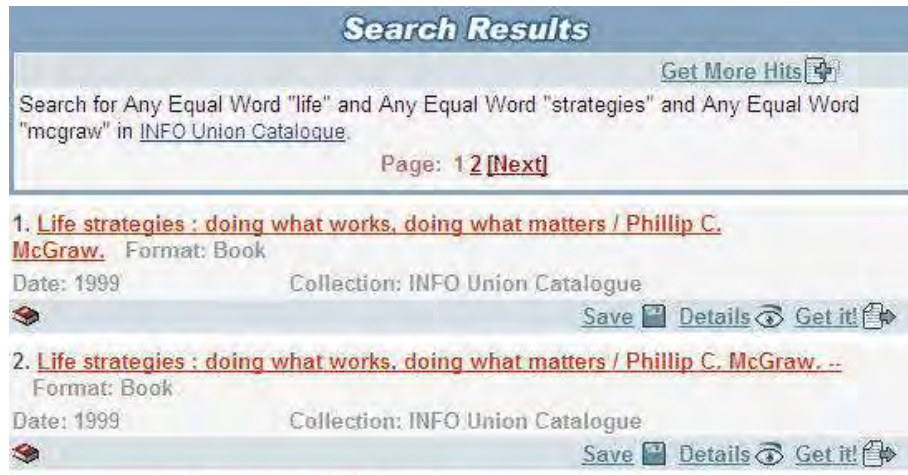 Search Results
Get More Hits
Search for Any Equal Word "life" and Any Equal Word "strategies" and Any Equal Word
"mcgraw" in INFO Union Catalogue.
Page: 1 2 [Next]
1. Life strategies : doing what works, doing what matters / Phillip C.
McGraw. Format: Book
Date: 1999 Collection: INFO Union Catalogue
Save Details Get it!
2. Life strategies : doing what works, doing what matters / Phillip C. McGraw. --
Format: Book
Date: 1999 Collection: INFO Union Catalogue
Save Details Get it!